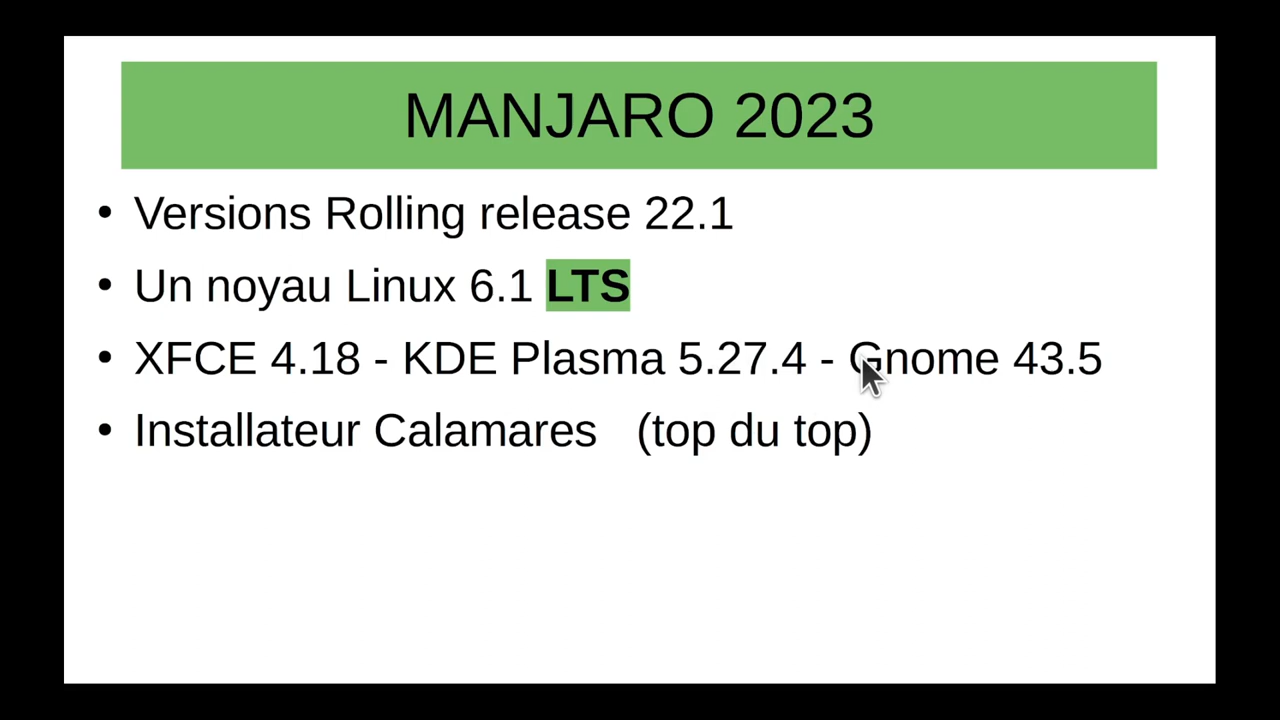 MANJARO 2023
• Versions Rolling release 22.1
• Un noyau Linux 6.1 LTS
• XFCE 4.18 - KDE Plasma 5.27.4 - Gnome 43.5
• Installateur Calamares (top du top)